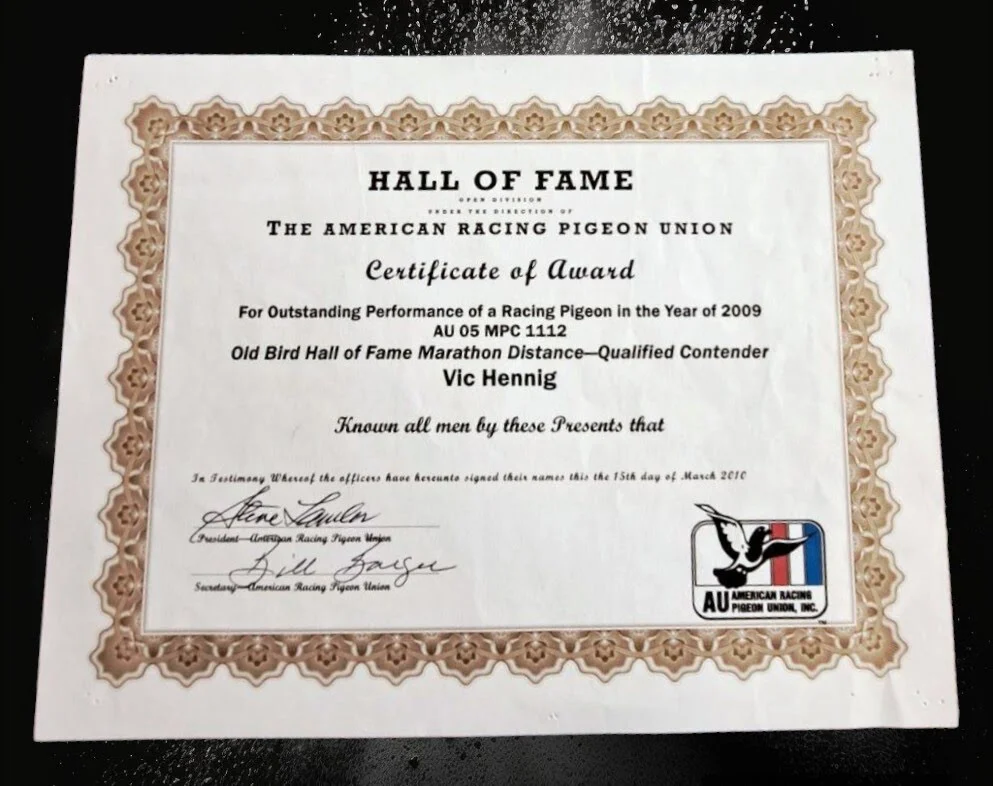 HALL OF FAME
OPEN DIVISION
UNDER THE DIRECTION OF
THE AMERICAN RACING PIGEON UNION
Certificate of Award
For Outstanding Performance of a Racing Pigeon in the Year of 2009
AU 05 MPC 1112
Old Bird Hall of Fame Marathon Distance—Qualified Contender
Vic Hennig
Known all men by these Presents that
In Testimony Whereof the officers have hereunto signed their names this the 15th day of March 2010
Steve Lawler
President—American Racing Pigeon Union
Bill
Secretary—American Racing Pigeon Union
AU AMERICAN RACING
PIGEON UNION, INC.
TM